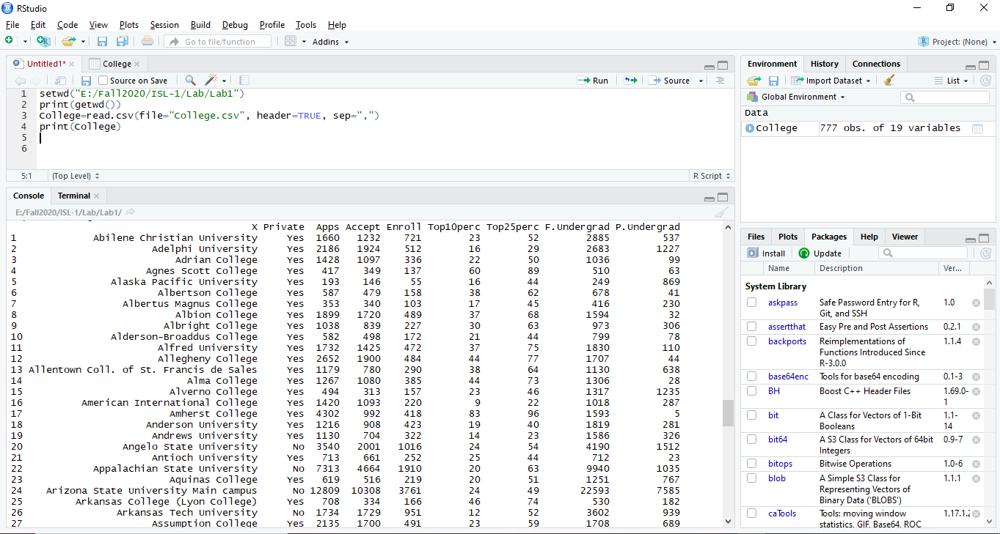 RStudio
File Edit Code View Plots Session Build Debug Profile Tools Help
Go to file/function Addins Project: (None)
Untitled1* College
Source on Save Run Source
1 setwd("E:/Fall2020/ISL-1/Lab/Lab1")
2 print(getwd())
3 College=read.csv(file="College.csv", header=TRUE, sep=",")
4 print(College)
5
6
5:1 (Top Level) R Script
Console Terminal
E:/Fall2020/ISL-1/Lab/Lab1/
X Private Apps Accept Enroll Top10perc Top25perc F.Undergrad P.Undergrad
1 Abilene Christian University Yes 1660 1232 721 23 52 2885 537
2 Adelphi University Yes 2186 1924 512 16 29 2683 1227
3 Adrian College Yes 1428 1097 336 22 50 1036 99
4 Agnes Scott College Yes 417 349 137 60 89 510 63
5 Alaska Pacific University Yes 193 146 55 16 44 249 869
6 Albertson College Yes 587 479 158 38 62 678 41
7 Albertus Magnus College Yes 353 340 103 17 45 416 230
8 Albion College Yes 1899 1720 489 37 68 1594 32
9 Albright College Yes 1038 839 227 30 63 973 306
10 Alderson-Broaddus College Yes 582 498 172 21 44 799 78
11 Alfred University Yes 1732 1425 472 37 75 1830 110
12 Allegheny College Yes 2652 1900 484 44 77 1707 44
13 Allentown Coll. of St. Francis de Sales Yes 1179 780 290 38 64 1130 638
14 Alma College Yes 1267 1080 385 44 73 1306 28
15 Alverno College Yes 494 313 157 23 46 1317 1235
16 American International College Yes 1420 1093 220 9 22 1018 287
17 Amherst College Yes 4302 992 418 83 96 1593 5
18 Anderson University Yes 1216 908 423 19 40 1819 281
19 Andrews University Yes 1130 704 322 14 23 1586 326
20 Angelo State University No 3540 2001 1016 24 54 4190 1512
21 Antioch University Yes 713 661 252 25 44 712 23
22 Appalachian State University No 7313 4664 1910 20 63 9940 1035
23 Aquinas College Yes 619 516 219 20 51 1251 767
24 Arizona State University Main campus No 12809 10308 3761 24 49 22593 7585
25 Arkansas College (Lyon College) Yes 708 334 166 46 74 530 182
26 Arkansas Tech University No 1734 1729 951 12 52 3602 939
27 Assumption College Yes 2135 1700 491 23 59 1708 689
Environment History Connections
Import Dataset List
Global Environment
Data
College 777 obs. of 19 variables
Files Plots Packages Help Viewer
Install Update
Name Description Ver...
System Library
askpass Safe Password Entry for R, 1.0
Git, and SSH
assertthat Easy Pre and Post Assertions 0.2.1
backports Reimplementations of 1.1.4
Functions Introduced Since
R-3.0.0
base64enc Tools for base64 encoding 0.1-3
BH Boost C++ Header Files 1.69.0-
1
bit A Class for Vectors of 1-Bit 1.1-
Booleans 14
bit64 A S3 Class for Vectors of 64bit 0.9-7
Integers
bitops Bitwise Operations 1.0-6
blob A Simple S3 Class for 1.1.1
Representing Vectors of
Binary Data ('BLOBS')
caTools Tools: moving window 1.17.1.
statistics, GIF, Base64, ROC